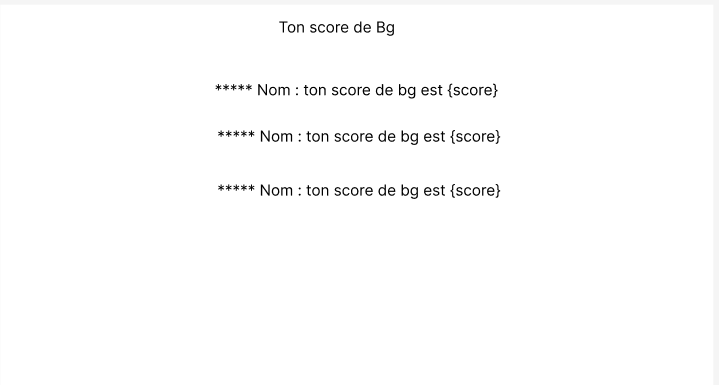 Ton score de Bg
***** Nom : ton score de bg est {score}
***** Nom : ton score de bg est {score}
***** Nom : ton score de bg est {score}